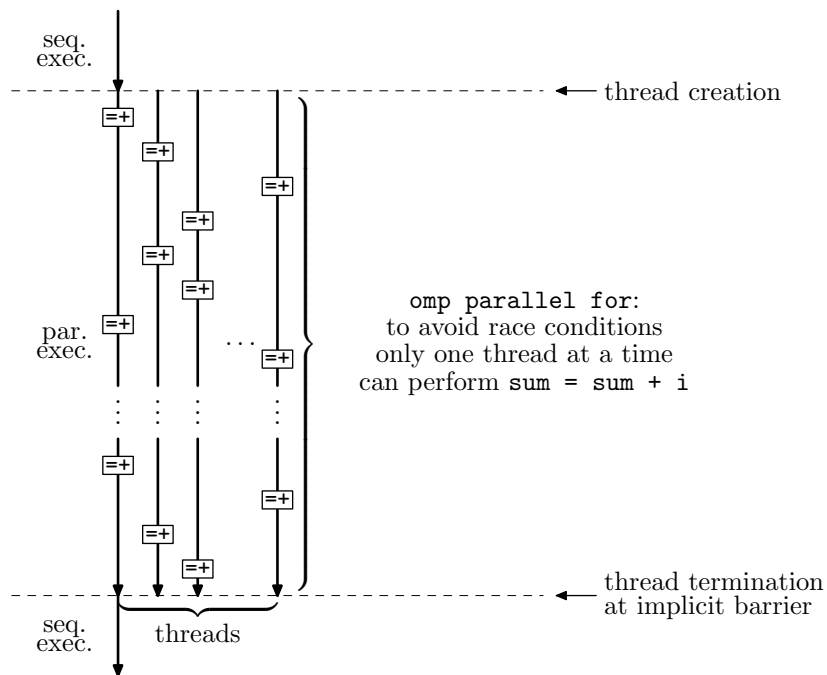 seq.
exec.
thread creation
=+
=+
=+
=+
=+
=+
omp parallel for:
=+
par.
exec.
to avoid race conditions
...
only one thread at a time
=+
can perform sum = sum + i
=+
=+
=+
=+
thread termination
at implicit barrier
seq.
exec.
threads